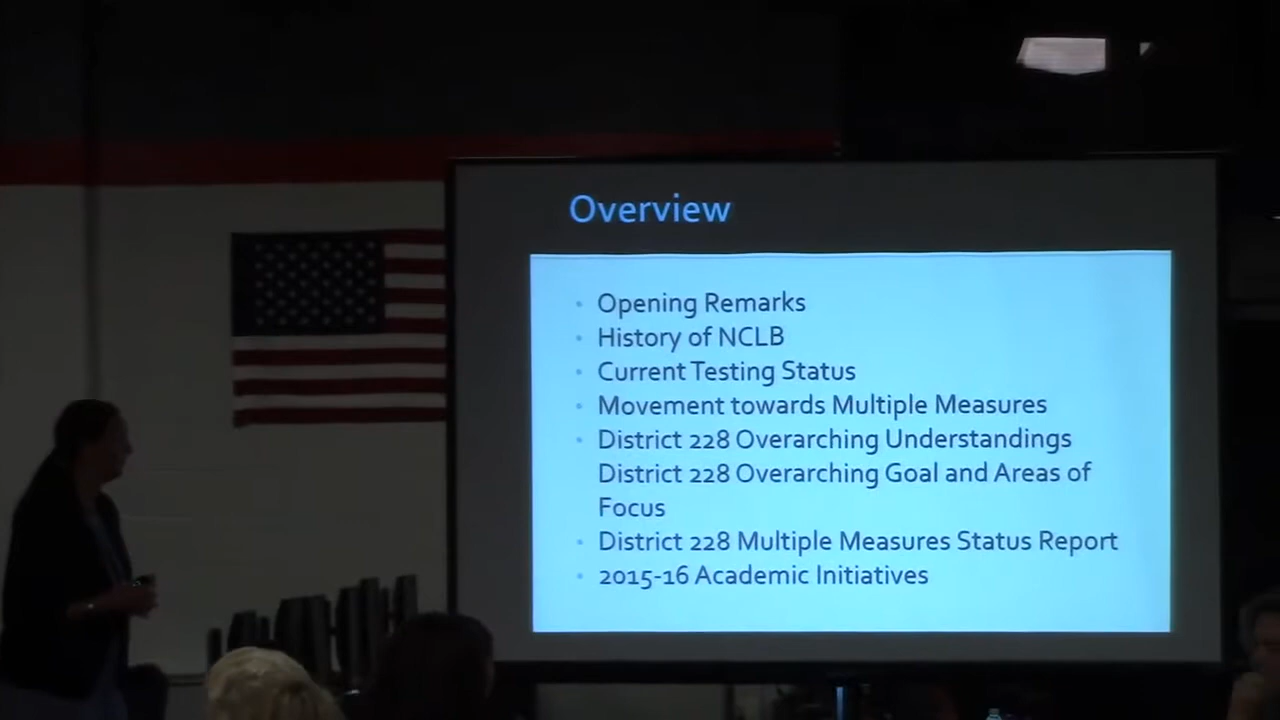 Overview
Opening Remarks
History of NCLB
Current Testing Status
Movement towards Multiple Measures
District 228 Overarching Understandings
District 228 Overarching Goal and Areas of
Focus
District 228 Multiple Measures Status Report
2015-16 Academic Initiatives